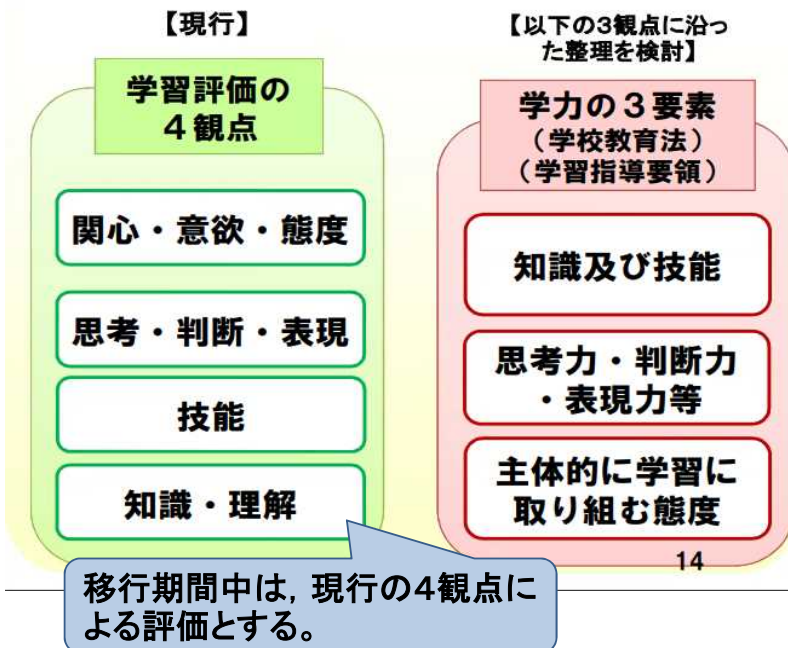 【現行】
学習評価の
4観点
関心・意欲・態度
思考・判断・表現
技能
知識・理解
【以下の3観点に沿っ
た整理を検討】
学力の3要素
(学校教育法)
(学習指導要領)
知識及び技能
思考力・判断力
・表現力等
主体的に学習に
取り組む態度
14
移行期間中は,現行の4観点に
よる評価とする。